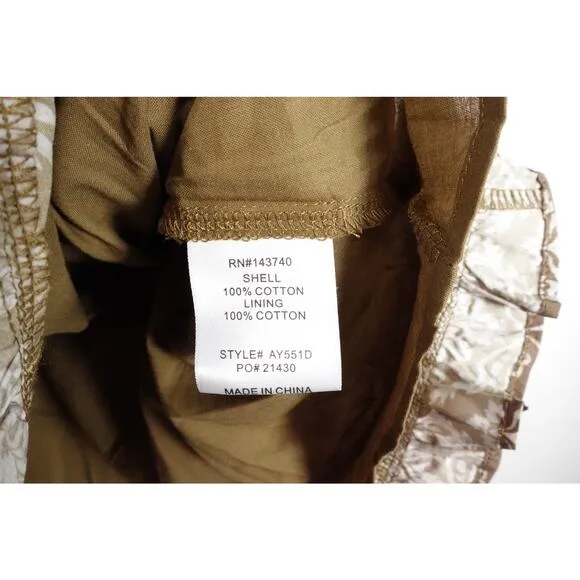 RN#143740
SHELL
100% COTTON
LINING
100% COTTON
STYLE# AY551D
PO# 21430
MADE IN CHINA